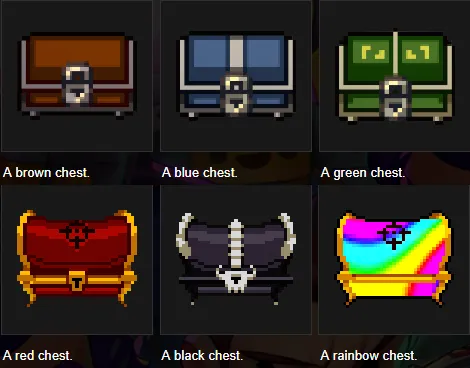 A brown chest.
A blue chest.
A green chest.
A red chest.
A black chest.
A rainbow chest.